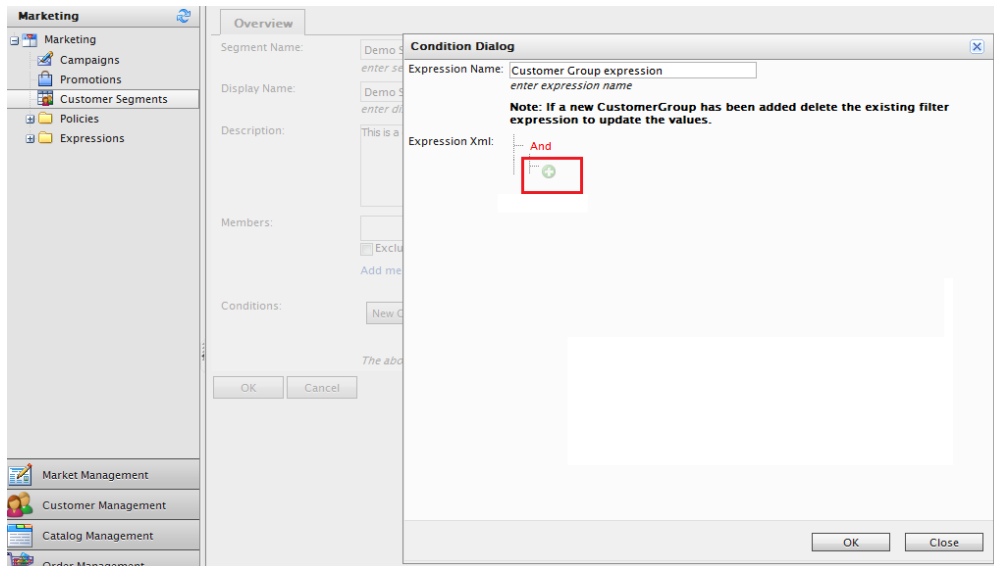 Marketing
Marketing
Campaigns
Promotions
Customer Segments
Policies
Expressions
Market Management
Customer Management
Catalog Management
Order Management
Overview
Segment Name:
Demo S
enter se
Display Name:
Demo S
enter di
Description:
This is a
Members:
Exclu
Add me
Conditions:
New C
The abo
OK Cancel
Condition Dialog
Expression Name: Customer Group expression
enter expression name
Note: If a new CustomerGroup has been added delete the existing filter
expression to update the values.
Expression Xml:
And
OK Close